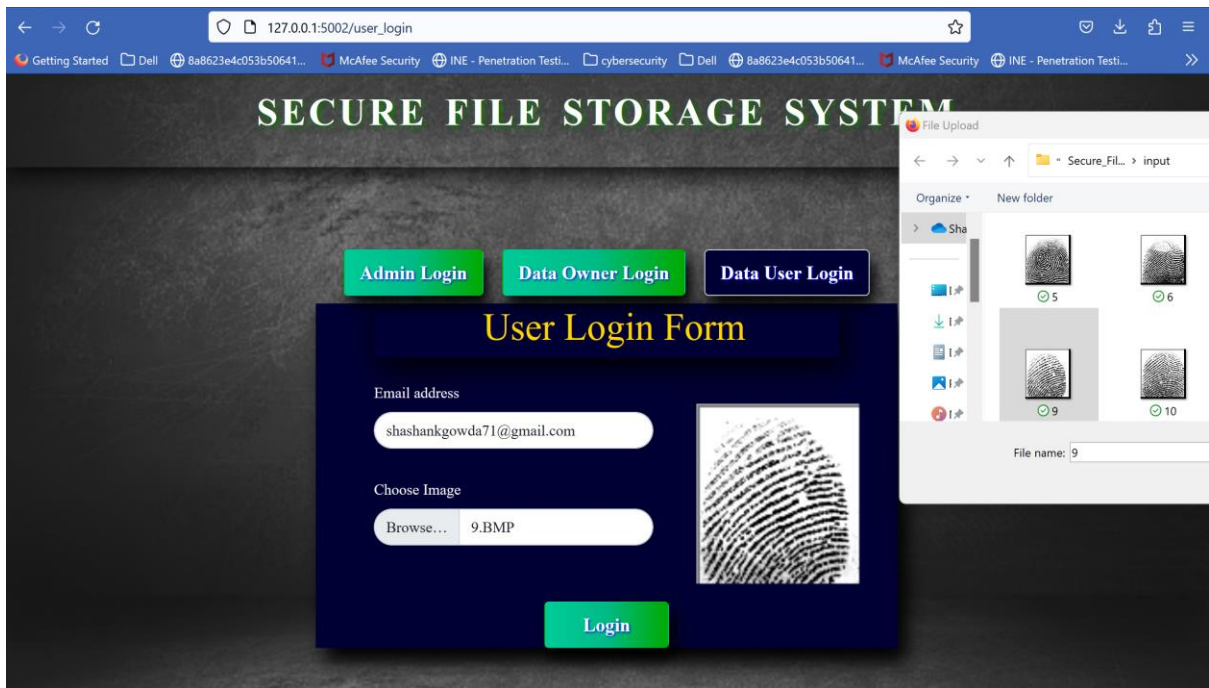 127.0.0.1:5002/user_login
Getting Started Dell 8a8623e4c053b50641... McAfee Security INE - Penetration Testi... cybersecurity Dell 8a8623e4c053b50641... McAfee Security INE - Penetration Testi...
SECURE FILE STORAGE SYSTEM
File Upload
Secure_Fil... > input
Organize New folder
Sha
5 6
9 10
File name: 9
Admin Login Data Owner Login Data User Login
User Login Form
Email address
shashankgowda71@gmail.com
Choose Image
Browse... 9.BMP
Login